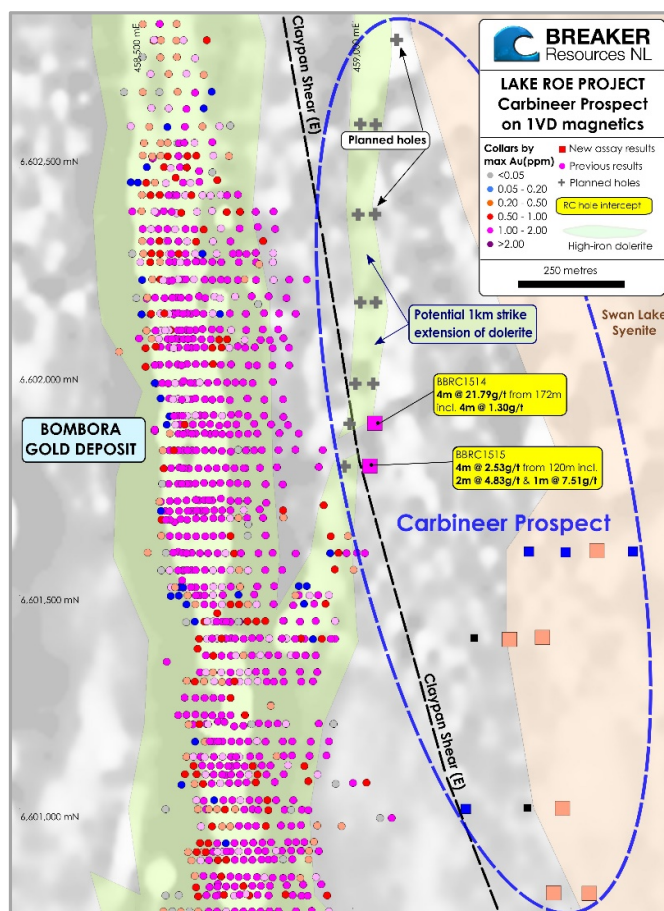 BREAKER
Resources NL
LAKE ROE PROJECT
Carbineer Prospect
on 1VD magnetics
Collars by
max Au(ppm)
<0.05
0.05 - 0.20
0.20 - 0.50
0.50 - 1.00
1.00 - 2.00
>2.00
New assay results
Previous results
Planned holes
RC hole intercept
High-iron dolerite
250 metres
458,500 mE
459,000 mE
Claypan Shear (E)
Planned holes
6,602,500 mN
Potential 1km strike
extension of dolerite
Swan Lake
Syenite
6,602,000 mN
BBRC1514
4m @ 21.79g/t from 172m
incl. 4m @ 1.30g/t
BOMBORA
GOLD DEPOSIT
BBRC1515
4m @ 2.53g/t from 120m incl.
2m @ 4.83g/t & 1m @ 7.51g/t
Carbineer Prospect
6,601,500 mN
Claypan Shear (E)
6,601,000 mN